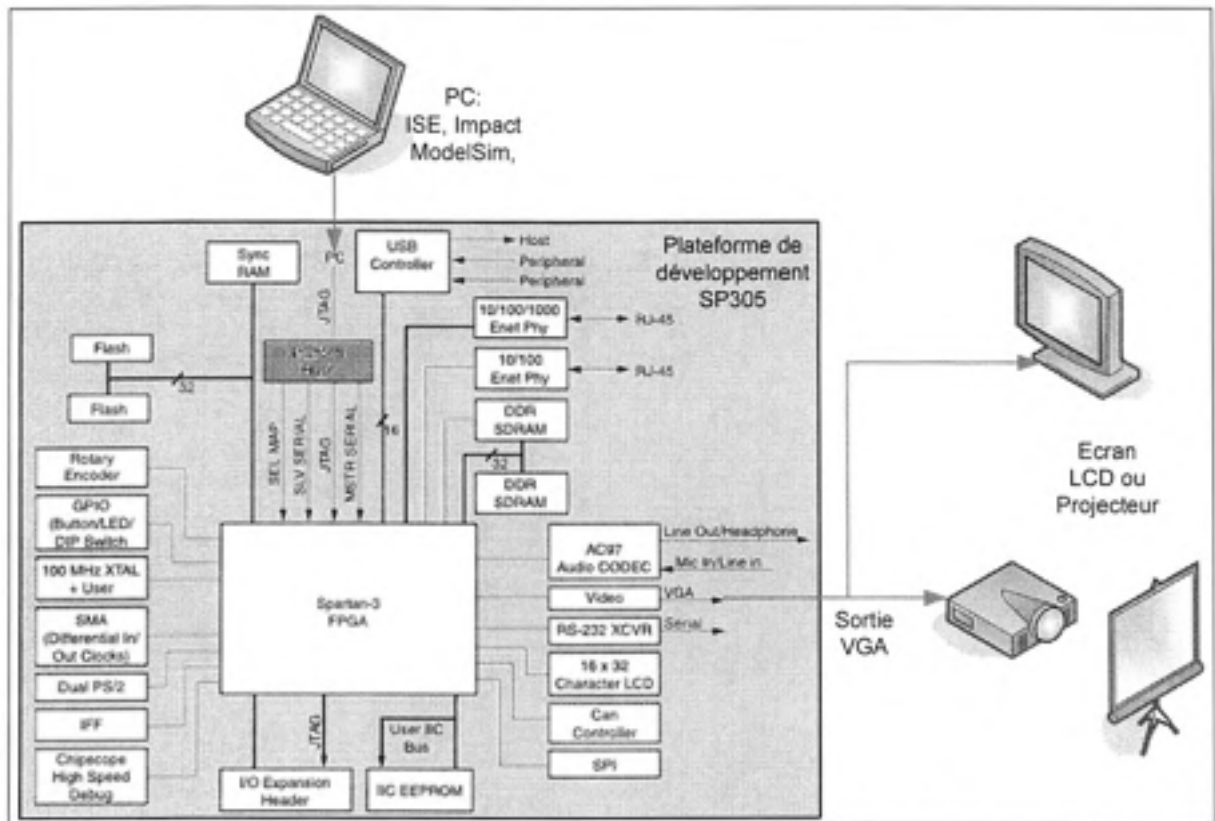 PC:
ISE, Impact
ModelSim,
Plateforme de
développement
SP305
Sync
RAM
PC
USB
Controller
Host
Peripheral
Peripheral
JTAG
10/100/1000
Enet Phy
RJ-45
10/100
Enet Phy
RJ-45
Flash
32
Flash
16
DDR
SDRAM
32
DDR
SDRAM
SEL MAP
SLV SERIAL
JTAG
MSTR SERIAL
Rotary
Encoder
GPIO
(Button/LED/
DIP Switch
100 MHz XTAL
+ User
SMA
(Differential In/
Out Clocks)
Dual PS/2
IFF
Chipscope
High Speed
Debug
Spartan-3
FPGA
AC97
Audio CODEC
Line Out/Headphone
Mic In/Line in
Video
VGA
RS-232 XCVR
Serial
16 x 32
Character LCD
Can
Controller
SPI
JTAG
User IIC
Bus
I/O Expansion
Header
IIC EEPROM
Ecran
LCD ou
Projecteur
Sortie
VGA